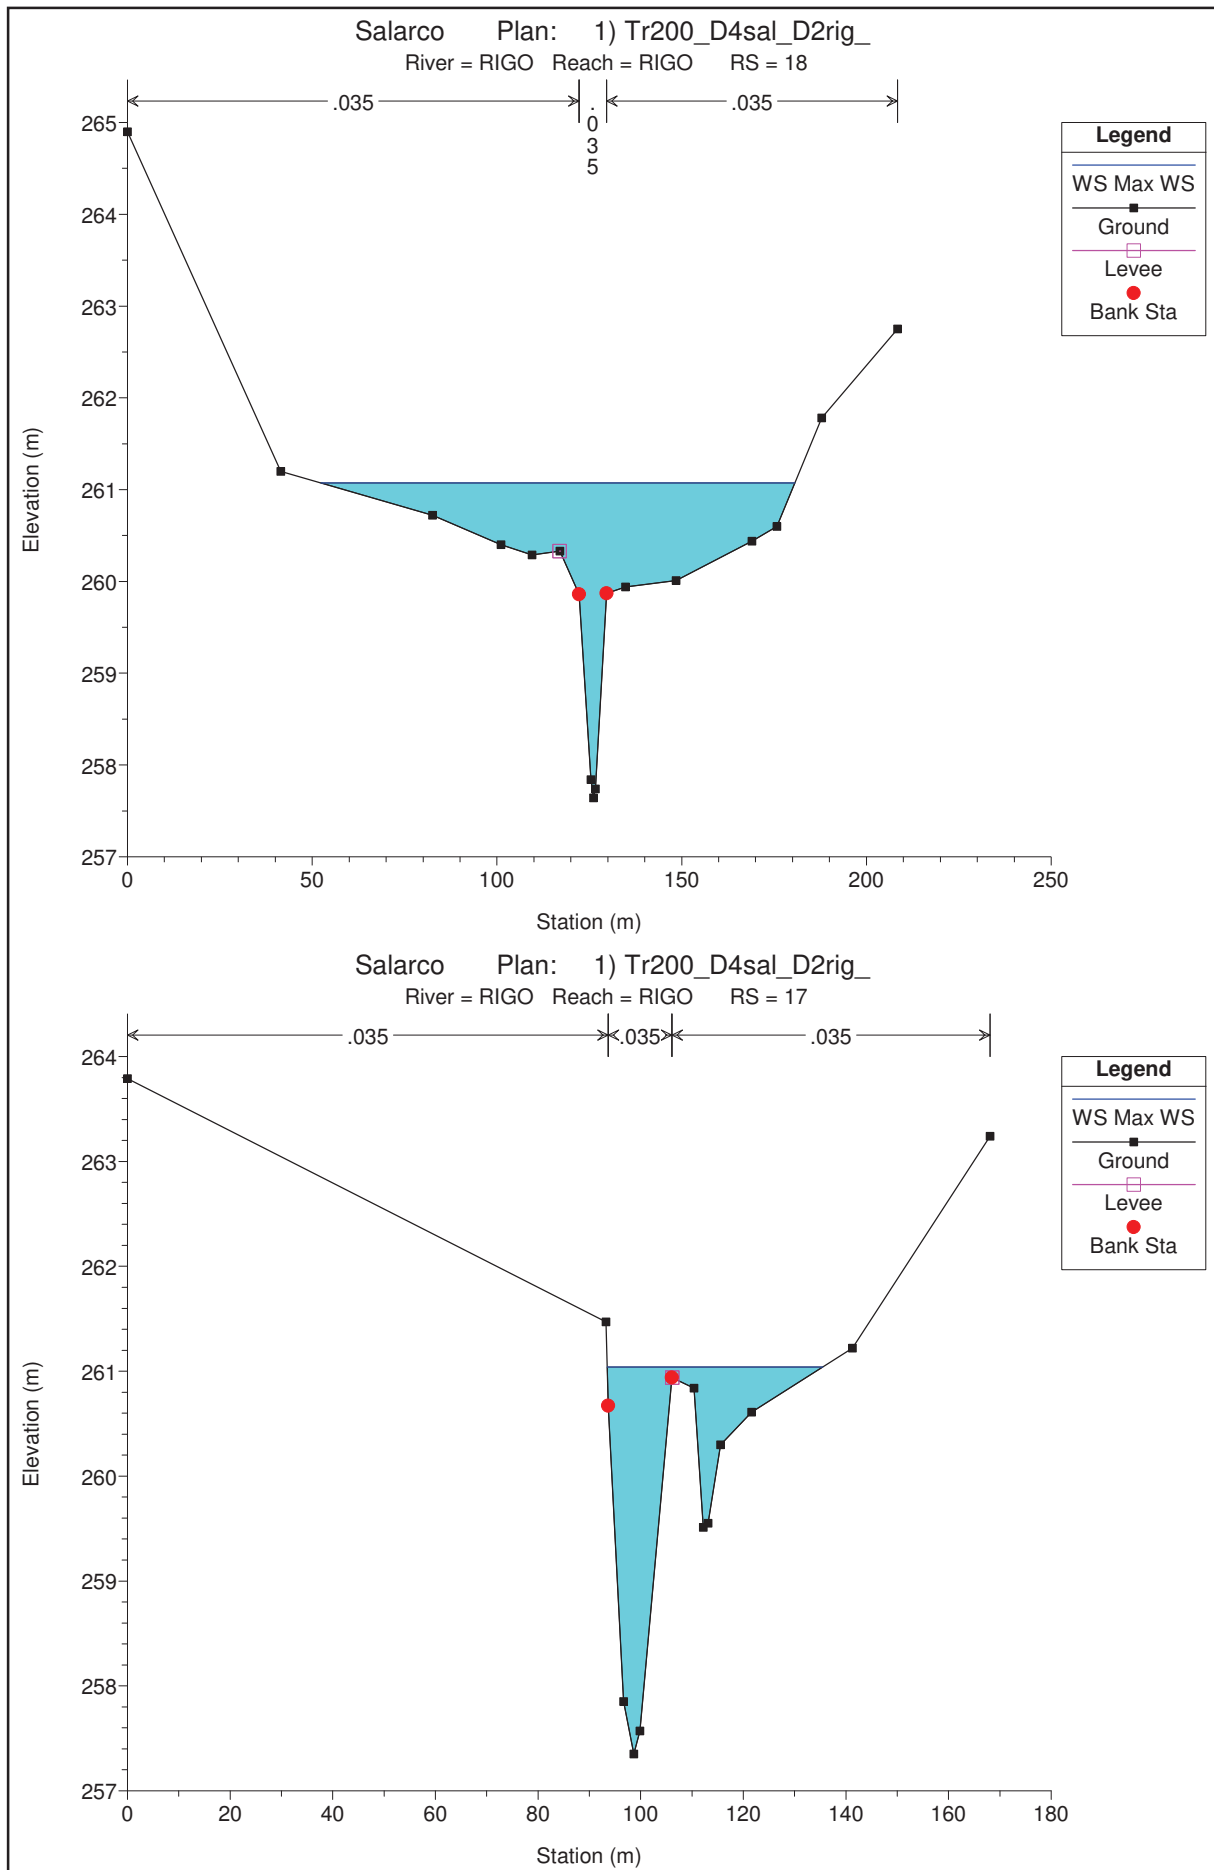 Salarco Plan: 1) Tr200_D4sal_D2rig_
River = RIGO Reach = RIGO RS = 18
.035 .035 .035
Legend
WS Max WS
Ground
Levee
Bank Sta
265
264
263
262
261
260
259
258
257
Elevation (m)
0 50 100 150 200 250
Station (m)
Salarco Plan: 1) Tr200_D4sal_D2rig_
River = RIGO Reach = RIGO RS = 17
.035 .035 .035
Legend
WS Max WS
Ground
Levee
Bank Sta
264
263
262
261
260
259
258
257
Elevation (m)
0 20 40 60 80 100 120 140 160 180
Station (m)